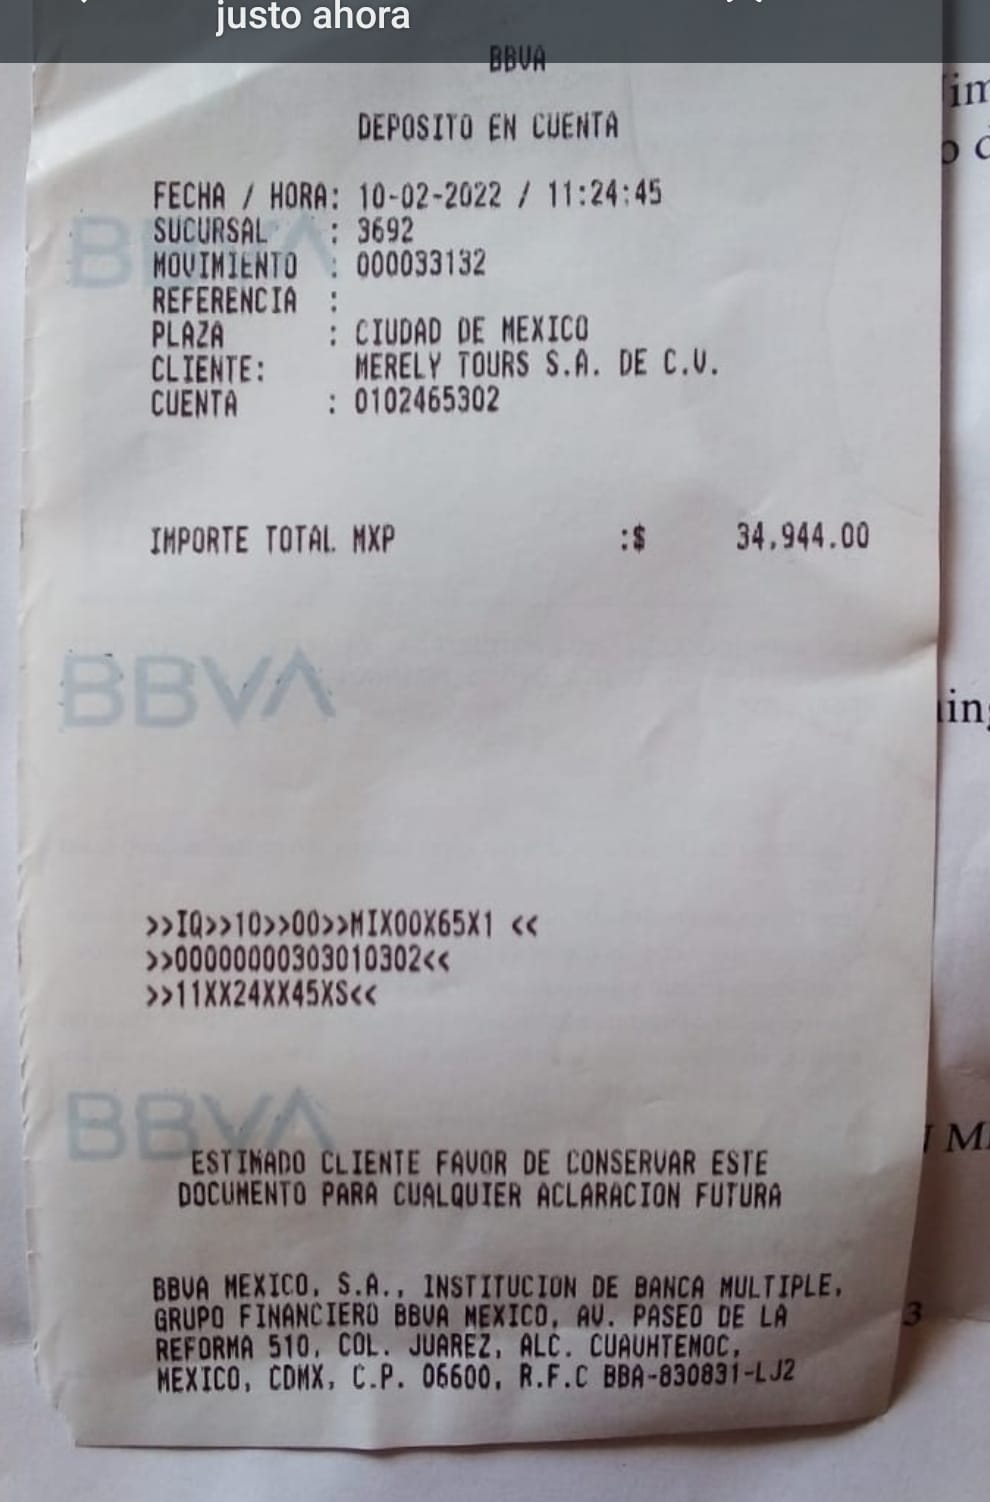 justo ahora
BBVA
DEPOSITO EN CUENTA
FECHA / HORA: 10-02-2022 / 11:24:45
SUCURSAL : 3692
MOVIMIENTO : 000033132
REFERENCIA :
PLAZA : CIUDAD DE MEXICO
CLIENTE: MERELY TOURS S.A. DE C.V.
CUENTA : 0102465302
IMPORTE TOTAL MXP :$ 34,944.00
BBVA
>>IQ>>10>>00>>MIX00X65X1 <<
>>00000000303010302<<
>>11XX24XX45XS<<
BBVA
ESTIMADO CLIENTE FAVOR DE CONSERVAR ESTE
DOCUMENTO PARA CUALQUIER ACLARACION FUTURA
BBVA MEXICO, S.A., INSTITUCION DE BANCA MULTIPLE,
GRUPO FINANCIERO BBVA MEXICO, AV. PASEO DE LA
REFORMA 510, COL. JUAREZ, ALC. CUAUHTEMOC,
MEXICO, CDMX, C.P. 06600, R.F.C BBA-830831-LJ2